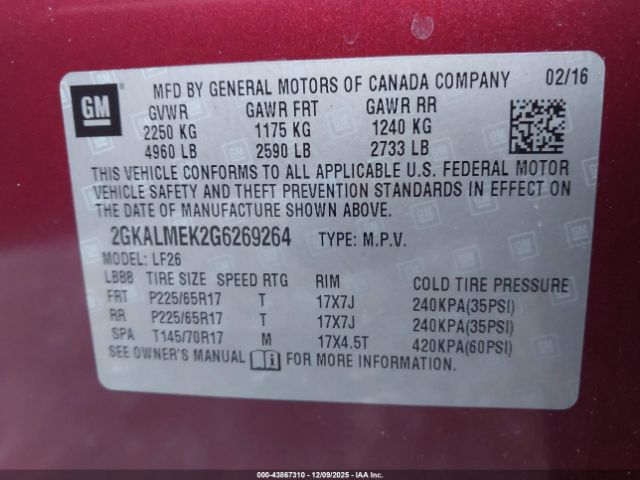 GM
MFD BY GENERAL MOTORS OF CANADA COMPANY 02/16
GVWR GAWR FRT GAWR RR
2250 KG 1175 KG 1240 KG
4960 LB 2590 LB 2733 LB
THIS VEHICLE CONFORMS TO ALL APPLICABLE U.S. FEDERAL MOTOR
VEHICLE SAFETY AND THEFT PREVENTION STANDARDS IN EFFECT ON
THE DATE OF MANUFACTURE SHOWN ABOVE.
2GKALMEK2G6269264 TYPE: M.P.V.
MODEL: LF26
LBB8 TIRE SIZE SPEED RTG RIM COLD TIRE PRESSURE
FRT P225/65R17 T 17X7J 240KPA(35PSI)
RR P225/65R17 T 17X7J 240KPA(35PSI)
SPA T145/70R17 M 17X4.5T 420KPA(60PSI)
SEE OWNER'S MANUAL FOR MORE INFORMATION.
000-43867310 - 12/09/2025 - IAAI.COM